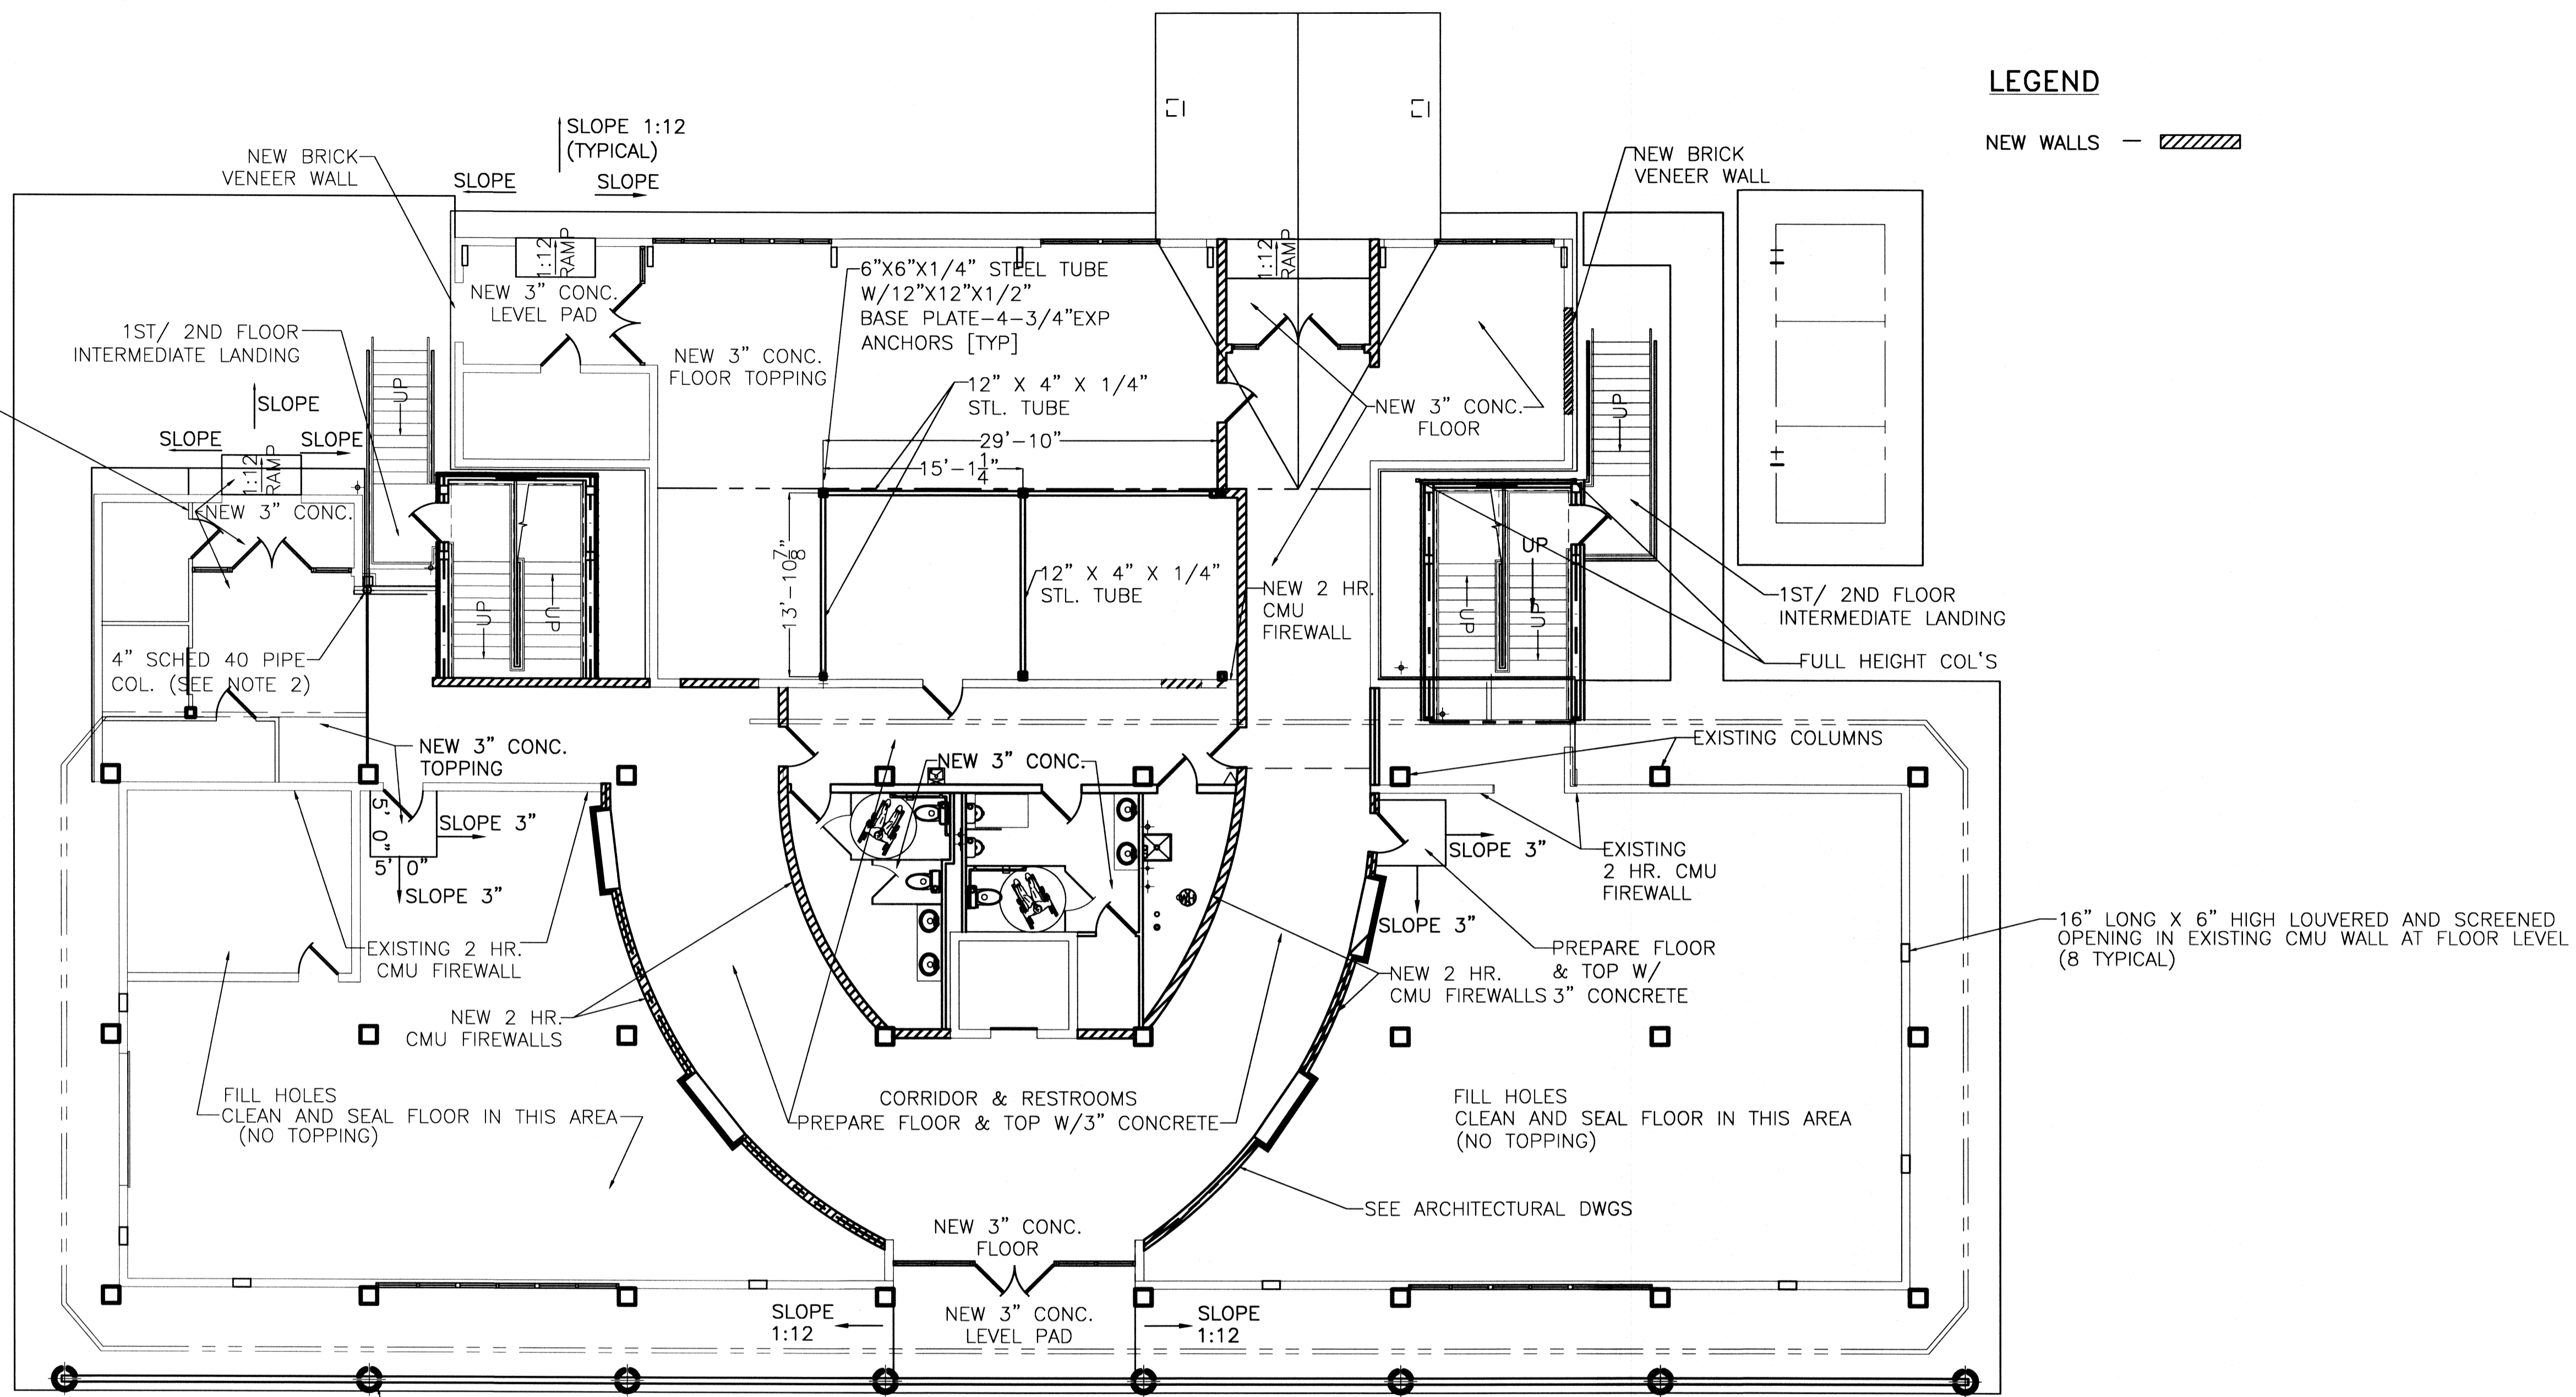 LEGEND
NEW WALLS —
SLOPE 1:12
(TYPICAL)
NEW BRICK
VENEER WALL
SLOPE
SLOPE
NEW BRICK
VENEER WALL
1:12
RAMP
NEW 3" CONC.
LEVEL PAD
6"X6"X1/4" STEEL TUBE
W/12"X12"X1/2"
BASE PLATE-4-3/4"EXP
ANCHORS [TYP]
1:12
RAMP
1ST/ 2ND FLOOR
INTERMEDIATE LANDING
NEW 3" CONC.
FLOOR TOPPING
12" X 4" X 1/4"
STL. TUBE
NEW 3" CONC.
FLOOR
UP
UP
SLOPE
SLOPE
SLOPE
29'-10"
15'-1 1/4"
1:12
RAMP
NEW 3" CONC.
13'-10 7/8"
12" X 4" X 1/4"
STL. TUBE
NEW 2 HR.
CMU
FIREWALL
UP
UP
UP
UP
UP
1ST/ 2ND FLOOR
INTERMEDIATE LANDING
FULL HEIGHT COL'S
4" SCHED 40 PIPE
COL. (SEE NOTE 2)
NEW 3" CONC.
TOPPING
NEW 3" CONC.
EXISTING COLUMNS
5' 0"
5' 0"
SLOPE 3"
SLOPE 3"
SLOPE 3"
SLOPE 3"
EXISTING
2 HR. CMU
FIREWALL
16" LONG X 6" HIGH LOUVERED AND SCREENED
OPENING IN EXISTING CMU WALL AT FLOOR LEVEL
(8 TYPICAL)
EXISTING 2 HR.
CMU FIREWALL
PREPARE FLOOR
& TOP W/
3" CONCRETE
NEW 2 HR.
CMU FIREWALLS
NEW 2 HR.
CMU FIREWALLS
FILL HOLES
CLEAN AND SEAL FLOOR IN THIS AREA
(NO TOPPING)
CORRIDOR & RESTROOMS
PREPARE FLOOR & TOP W/3" CONCRETE
FILL HOLES
CLEAN AND SEAL FLOOR IN THIS AREA
(NO TOPPING)
SEE ARCHITECTURAL DWGS
NEW 3" CONC.
FLOOR
SLOPE
1:12
NEW 3" CONC.
LEVEL PAD
SLOPE
1:12